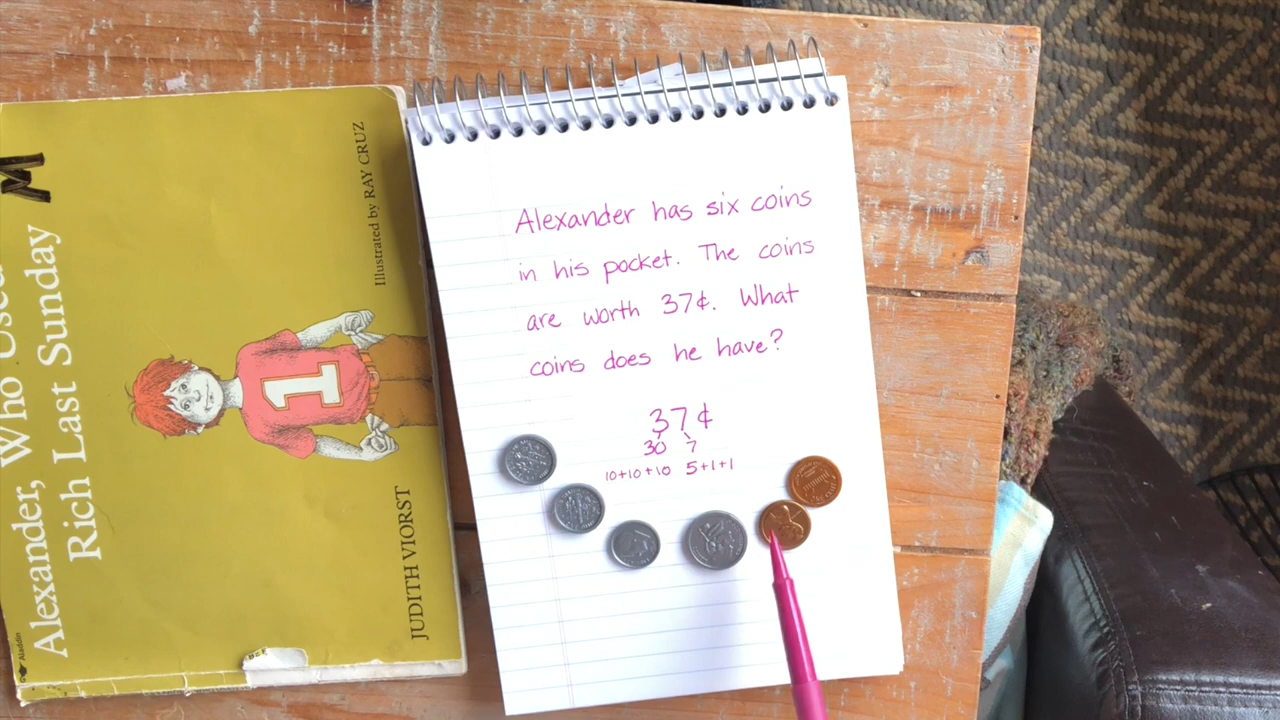 M
Alexander, Who Used
Rich Last Sunday
Illustrated by RAY CRUZ
1
JUDITH VIORST
Aladdin
Alexander has six coins
in his pocket. The coins
are worth 37¢. What
coins does he have?
37¢
30 7
10+10+10 5+1+1